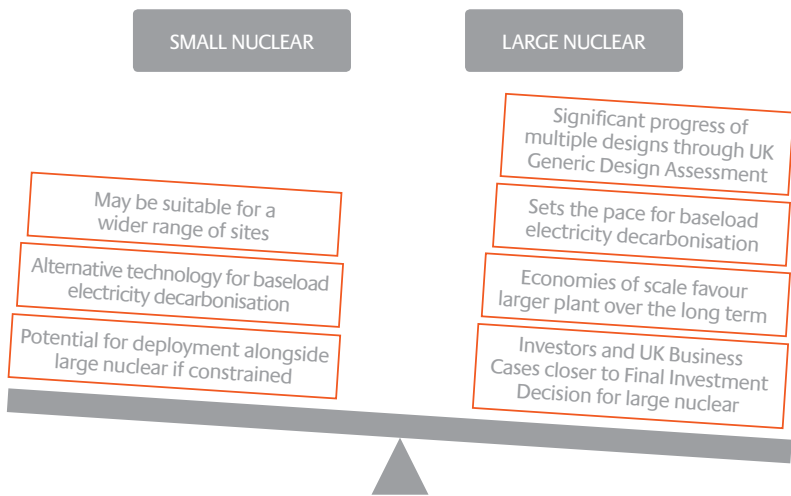 SMALL NUCLEAR
LARGE NUCLEAR
May be suitable for a
wider range of sites
Alternative technology for baseload
electricity decarbonisation
Potential for deployment alongside
large nuclear if constrained
Significant progress of
multiple designs through UK
Generic Design Assessment
Sets the pace for baseload
electricity decarbonisation
Economies of scale favour
larger plant over the long term
Investors and UK Business
Cases closer to Final Investment
Decision for large nuclear